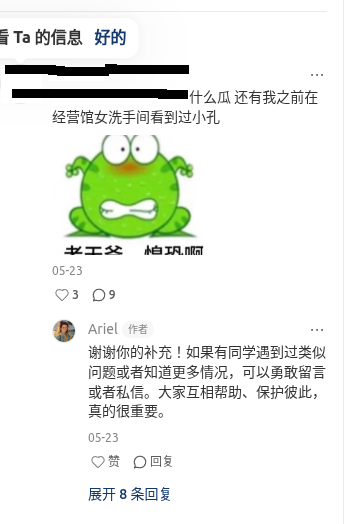 看 Ta 的信息 好的
什么瓜 还有我之前在
经营馆女洗手间看到过小孔
05-23
3 9
Ariel 作者
谢谢你的补充！如果有同学遇到过类似
问题或者知道更多情况，可以勇敢留言
或者私信。大家互相帮助、保护彼此，
真的很重要。
05-23
赞 回复
展开 8 条回复